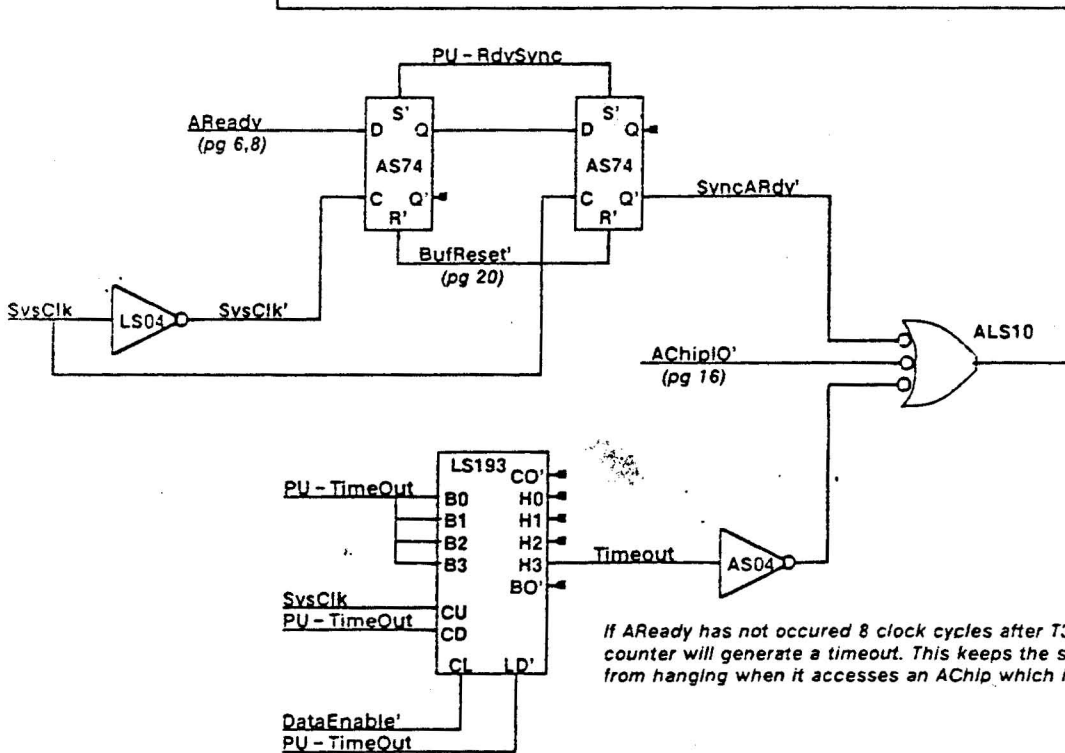 PU-RdySync
S' S'
AReady D Q D Q
(pg 6,8)
AS74 AS74
SyncARdy'
C Q' C Q'
R' R'
BufReset'
(pg 20)
SysClk LS04 SysClk'
ALS10
AChipIO'
(pg 16)
LS193
CO'
PU-TimeOut B0 H0
B1 H1
B2 H2
B3 H3 Timeout AS04
BO'
SysClk CU
PU-TimeOut CD
If AReady has not occured 8 clock cycles after T3
counter will generate a timeout. This keeps the s
from hanging when it accesses an AChip which i
CL LD'
DataEnable'
PU-TimeOut